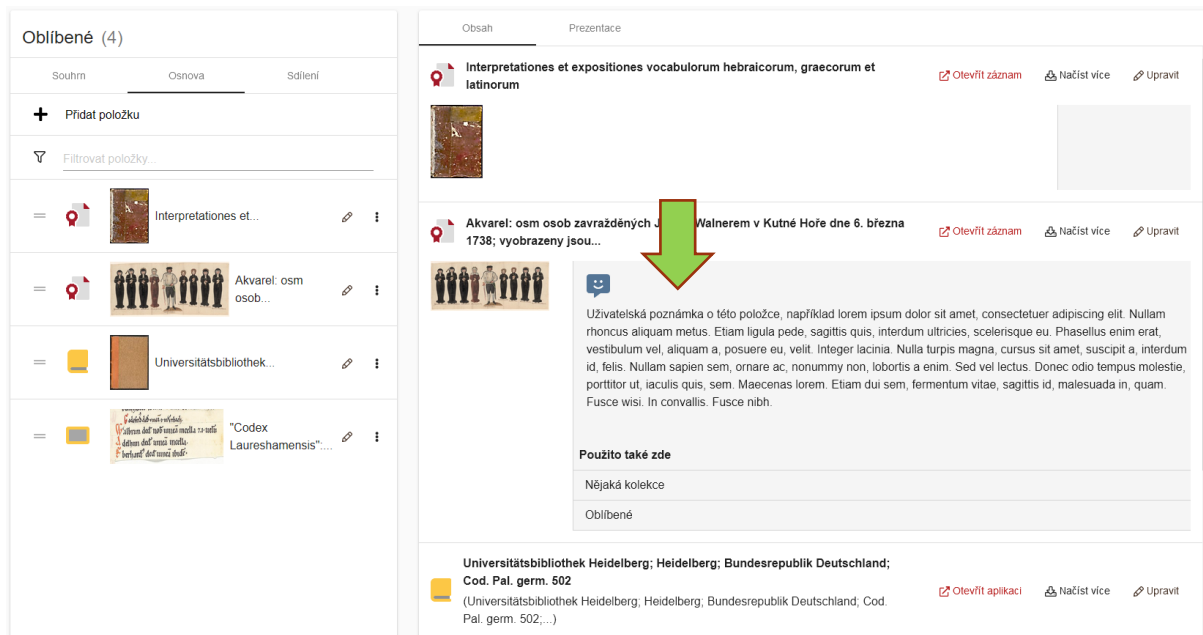 Oblíbené (4)
Souhrn
Osnova
Sdílení
Přidat položku
Filtrovat položky...
Interpretationes et...
Akvarel: osm
osob...
Universitätsbibliothek...
"Codex
Laureshamensis":...
Obsah
Prezentace
Interpretationes et expositiones vocabulorum hebraicorum, graecorum et
latinorum
Otevřít záznam
Načíst více
Upravit
Akvarel: osm osob zavražděných J Walnerem v Kutné Hoře dne 6. března
1738; vyobrazeny jsou...
Otevřít záznam
Načíst více
Upravit
Uživatelská poznámka o této položce, například lorem ipsum dolor sit amet, consectetuer adipiscing elit. Nullam
rhoncus aliquam metus. Etiam ligula pede, sagittis quis, interdum ultricies, scelerisque eu. Phasellus enim erat,
vestibulum vel, aliquam a, posuere eu, velit. Integer lacinia. Nulla turpis magna, cursus sit amet, suscipit a, interdum
id, felis. Nullam sapien sem, ornare ac, nonummy non, lobortis a enim. Sed vel lectus. Donec odio tempus molestie,
porttitor ut, iaculis quis, sem. Maecenas lorem. Etiam dui sem, fermentum vitae, sagittis id, malesuada in, quam.
Fusce wisi. In convallis. Fusce nibh.
Použito také zde
Nějaká kolekce
Oblíbené
Universitätsbibliothek Heidelberg; Heidelberg; Bundesrepublik Deutschland;
Cod. Pal. germ. 502
(Universitätsbibliothek Heidelberg; Heidelberg; Bundesrepublik Deutschland; Cod.
Pal. germ. 502;...)
Otevřít aplikaci
Načíst více
Upravit